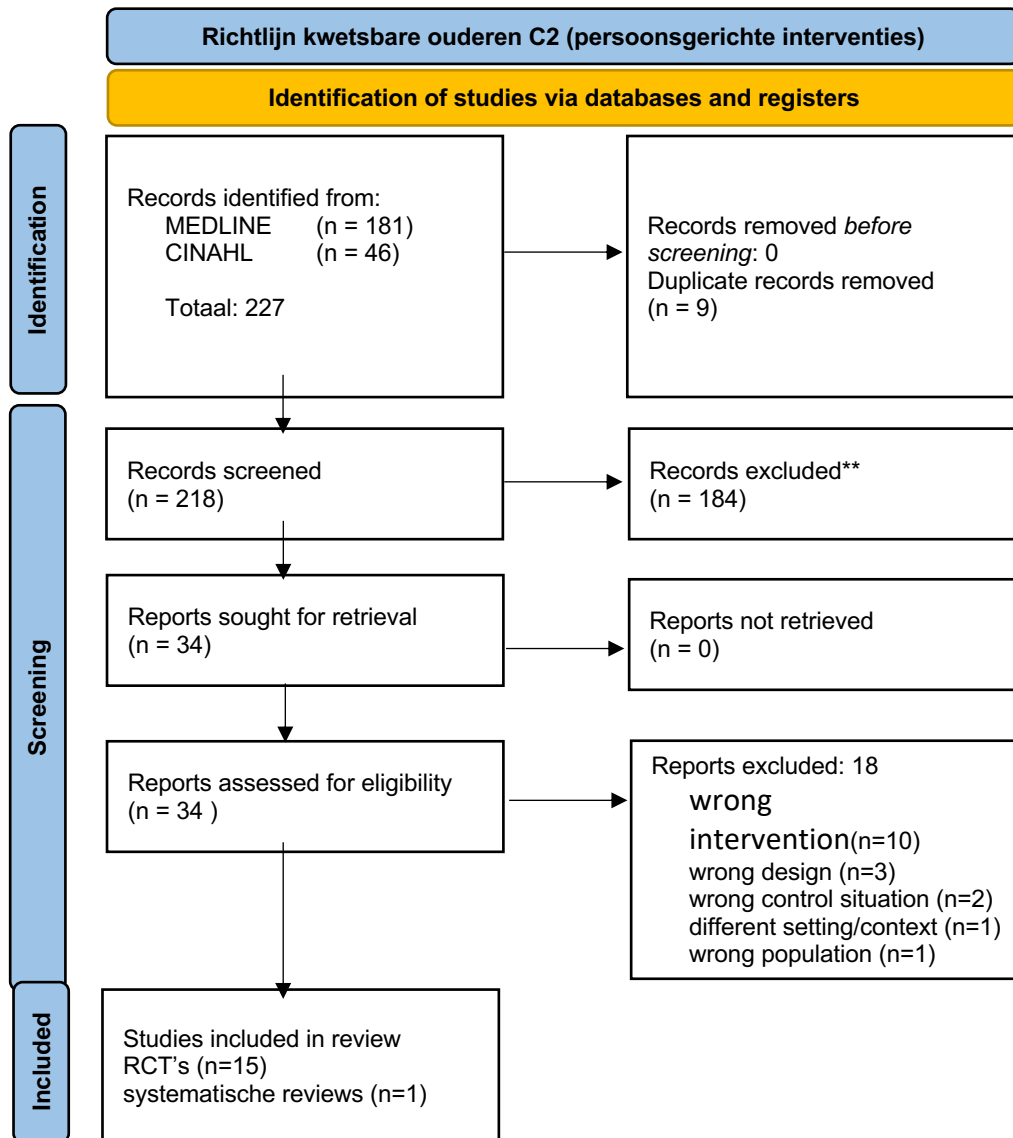 Richtlijn kwetsbare ouderen C2 (persoonsgerichte interventies)
Identification of studies via databases and registers
Identification
Records identified from:
MEDLINE (n = 181)
CINAHL (n = 46)
Totaal: 227
Records removed before
screening: 0
Duplicate records removed
(n = 9)
Screening
Records screened
(n = 218)
Records excluded**
(n = 184)
Reports sought for retrieval
(n = 34)
Reports not retrieved
(n = 0)
Reports assessed for eligibility
(n = 34 )
Reports excluded: 18
wrong
intervention(n=10)
wrong design (n=3)
wrong control situation (n=2)
different setting/context (n=1)
wrong population (n=1)
Included
Studies included in review
RCT’s (n=15)
systematische reviews (n=1)